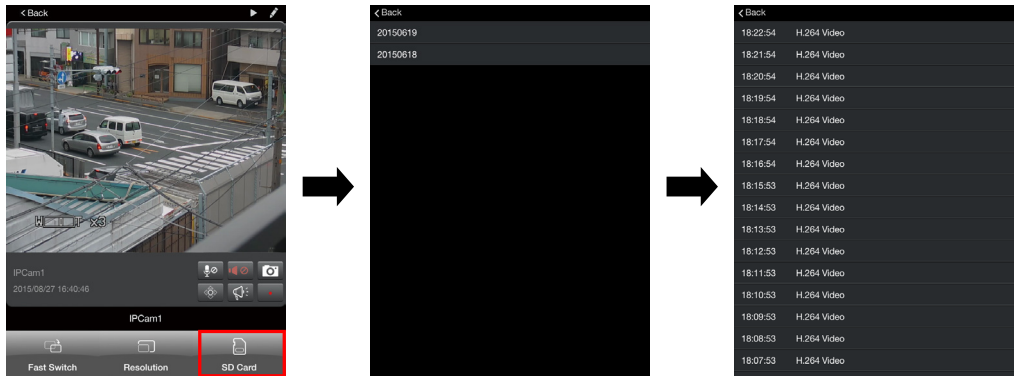 Back
W T x3
IPCam1
2015/08/27 16:40:46
IPCam1
Fast Switch Resolution SD Card
Back
20150619
20150618
Back
18:22:54 H.264 Video
18:21:54 H.264 Video
18:20:54 H.264 Video
18:19:54 H.264 Video
18:18:54 H.264 Video
18:17:54 H.264 Video
18:16:54 H.264 Video
18:15:53 H.264 Video
18:14:53 H.264 Video
18:13:53 H.264 Video
18:12:53 H.264 Video
18:11:53 H.264 Video
18:10:53 H.264 Video
18:09:53 H.264 Video
18:08:53 H.264 Video
18:07:53 H.264 Video